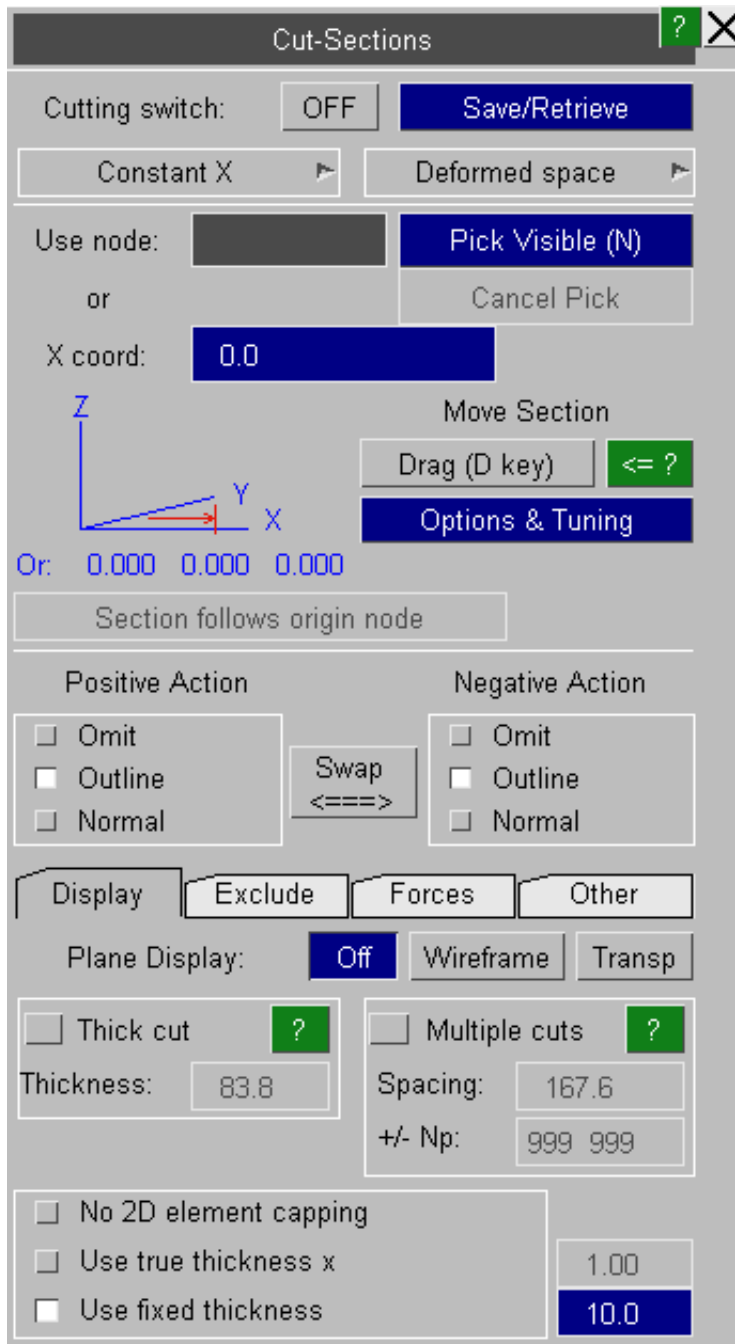 Cut-Sections ? X
Cutting switch: OFF Save/Retrieve
Constant X Deformed space
Use node: Pick Visible (N)
or Cancel Pick
X coord: 0.0
Z
Move Section
Drag (D key) <= ?
Y
X
Options & Tuning
Or: 0.000 0.000 0.000
Section follows origin node
Positive Action Negative Action
Omit Omit
Outline Swap Outline
<===>
Normal Normal
Display Exclude Forces Other
Plane Display: Off Wireframe Transp
Thick cut ? Multiple cuts ?
Thickness: 83.8 Spacing: 167.6
+/- Np: 999 999
No 2D element capping
Use true thickness x 1.00
Use fixed thickness 10.0